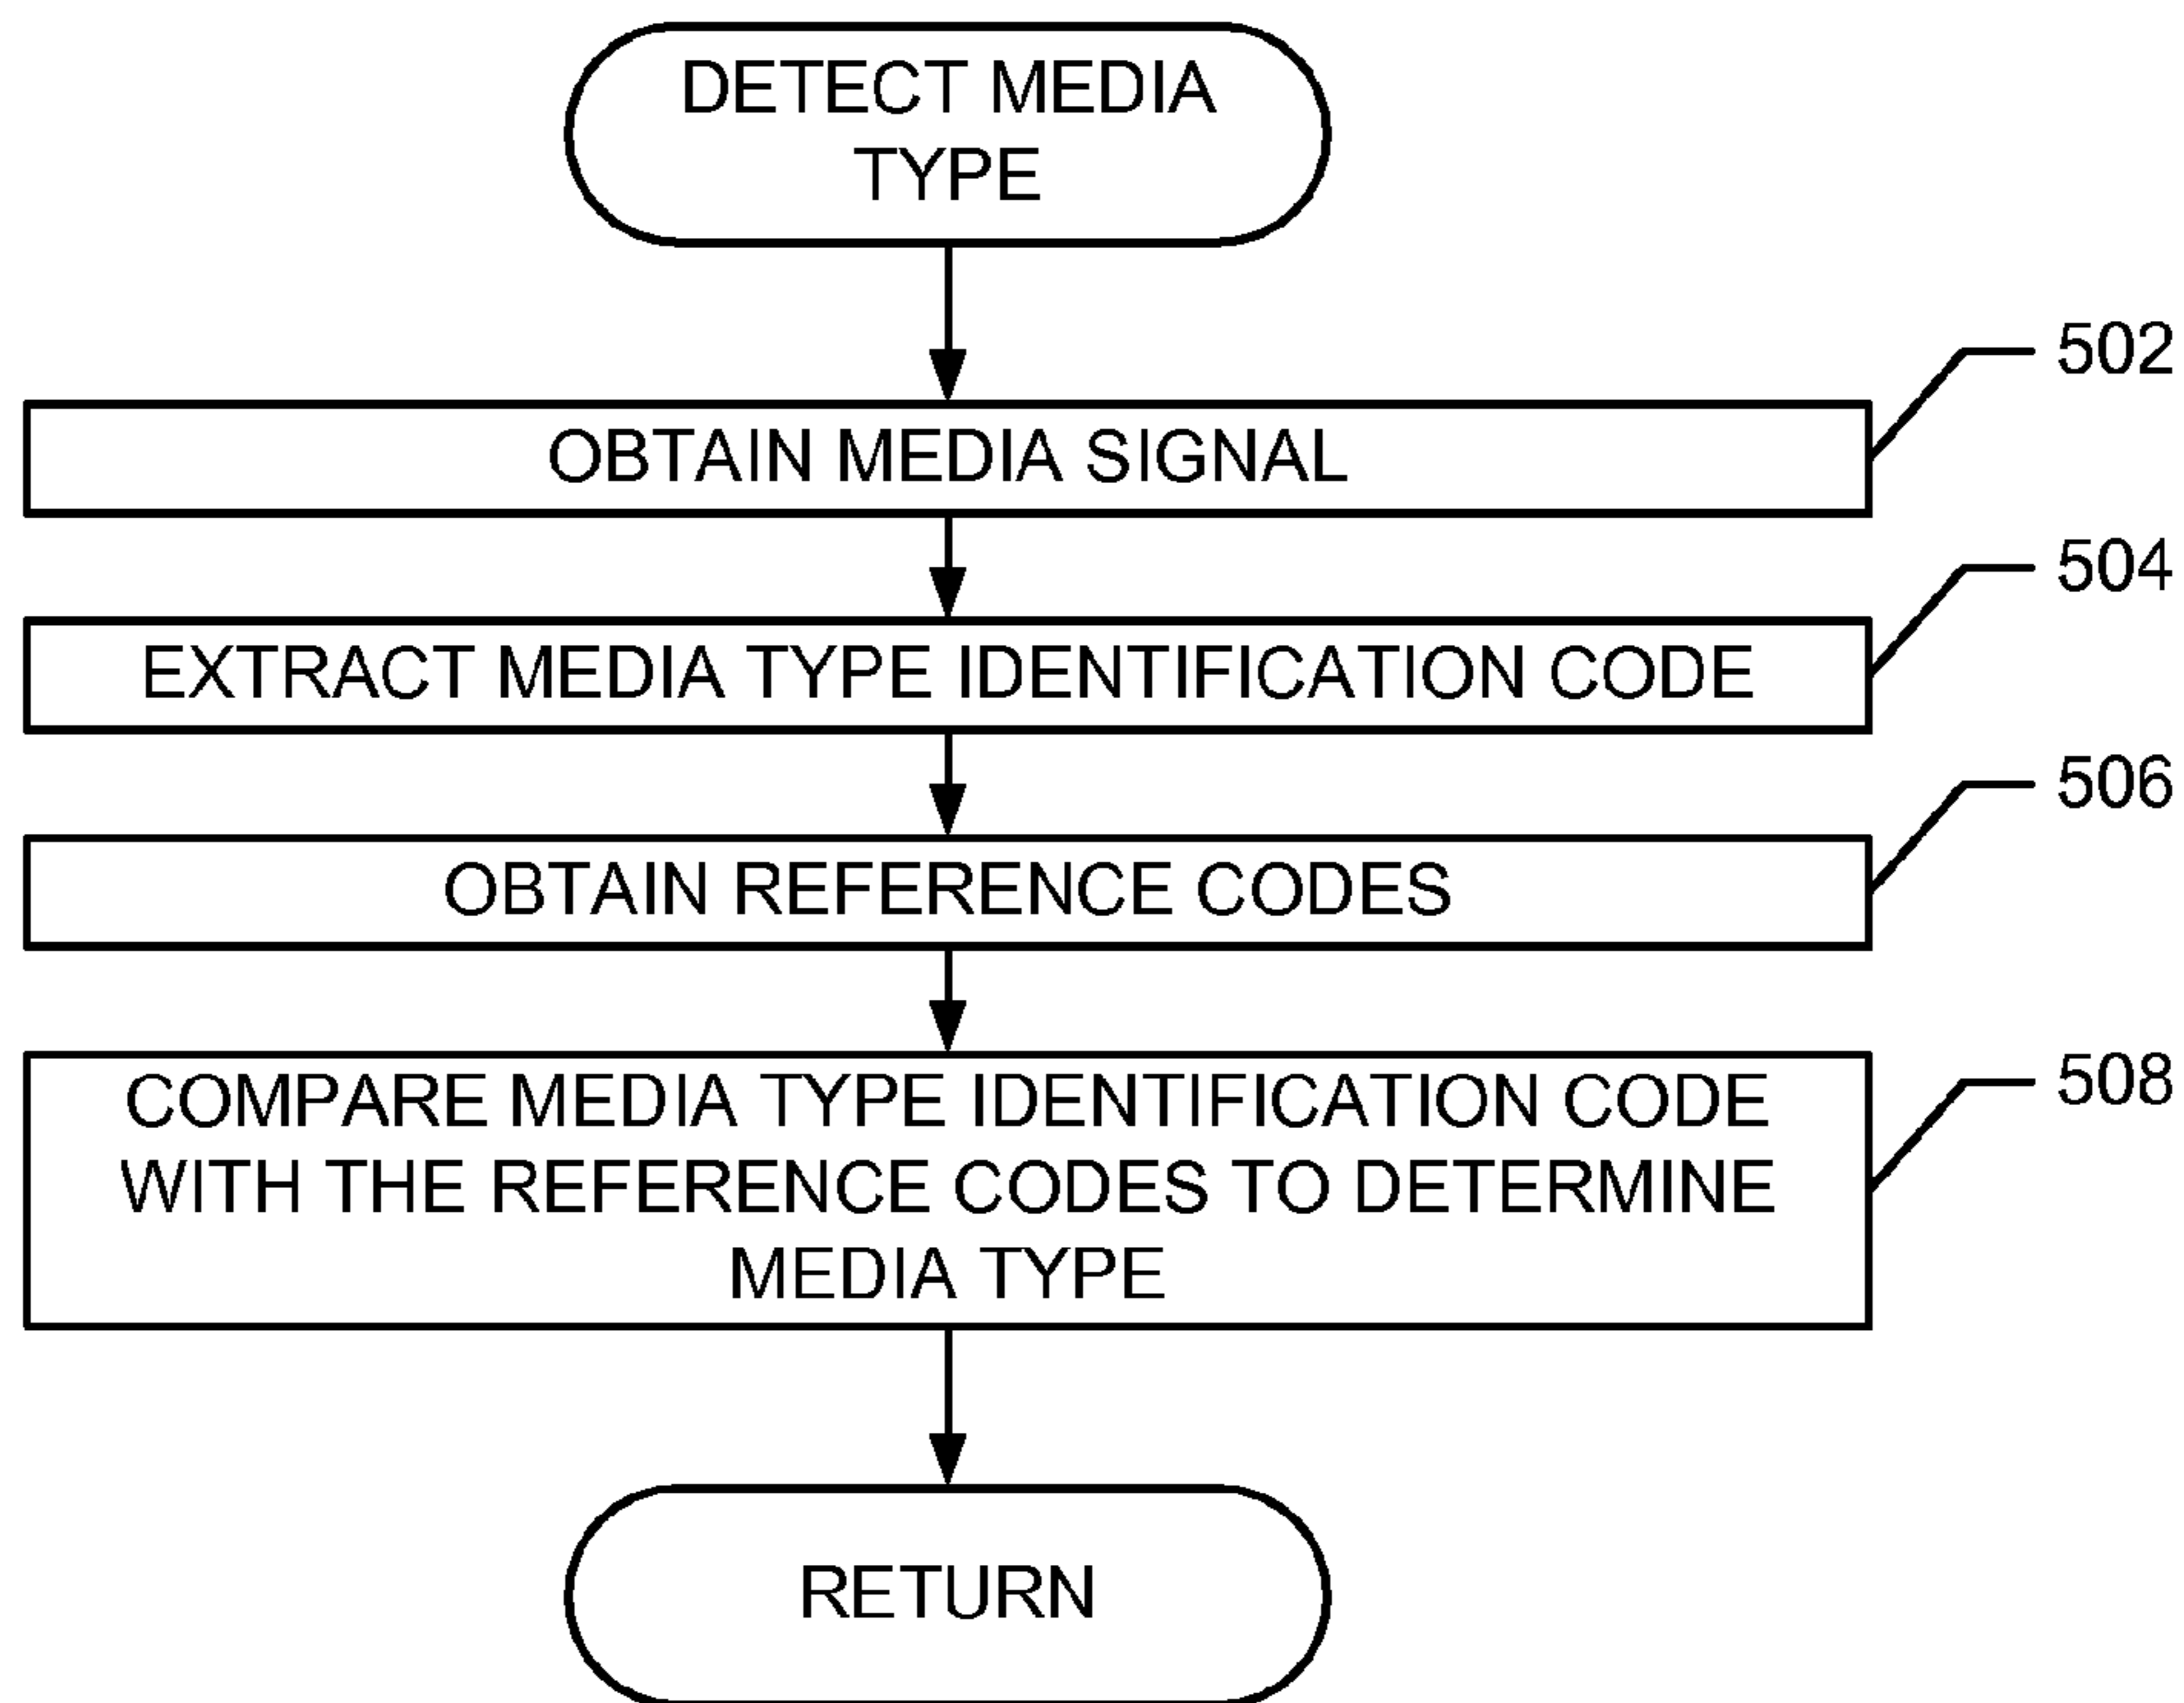 DETECT MEDIA
TYPE
502
OBTAIN MEDIA SIGNAL
504
EXTRACT MEDIA TYPE IDENTIFICATION CODE
506
OBTAIN REFERENCE CODES
508
COMPARE MEDIA TYPE IDENTIFICATION CODE
WITH THE REFERENCE CODES TO DETERMINE
MEDIA TYPE
RETURN